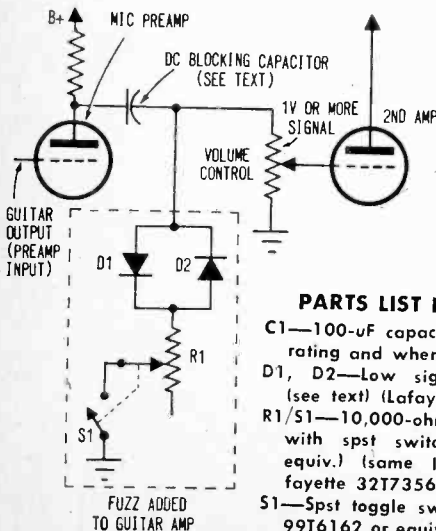 B+
MIC PREAMP
DC BLOCKING CAPACITOR
(SEE TEXT)
1V OR MORE
SIGNAL
2ND AMP
VOLUME
CONTROL
GUITAR
OUTPUT
(PREAMP
INPUT)
D1
D2
R1
S1
FUZZ ADDED
TO GUITAR AMP
PARTS LIST
C1—100-uF capac
rating and wher
D1, D2—Low sig
(see text) (Lafay
R1/S1—10,000-ohm
with spst switc
equiv.) (same
fayette 32T7356
S1—Spst toggle sw
99T6162 or equi